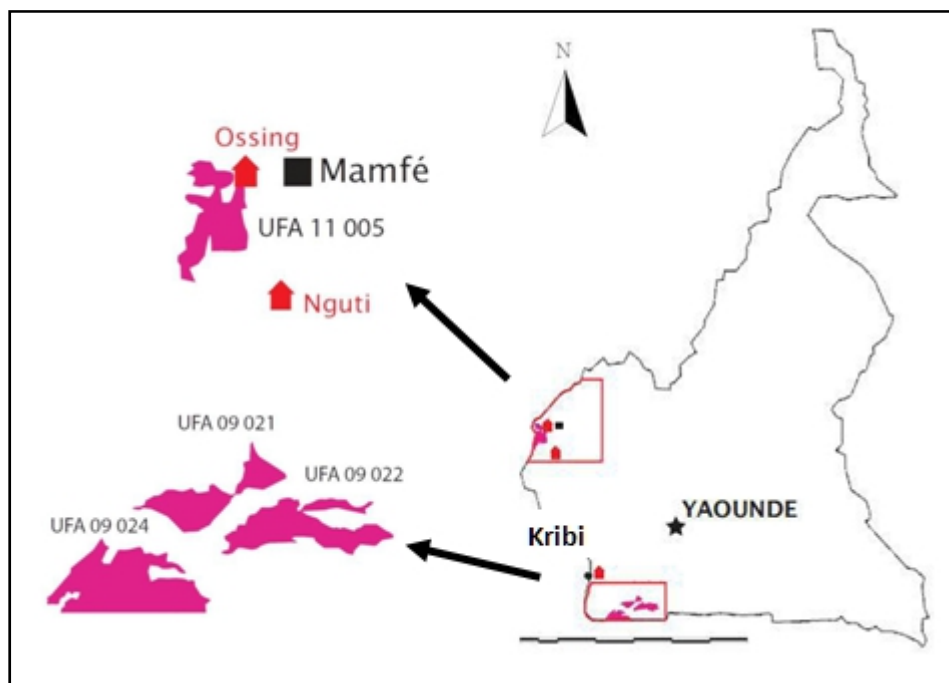 N
Ossing
Mamfé
UFA 11 005
Nguti
UFA 09 021
UFA 09 022
UFA 09 024
Kribi
YAOUNDE